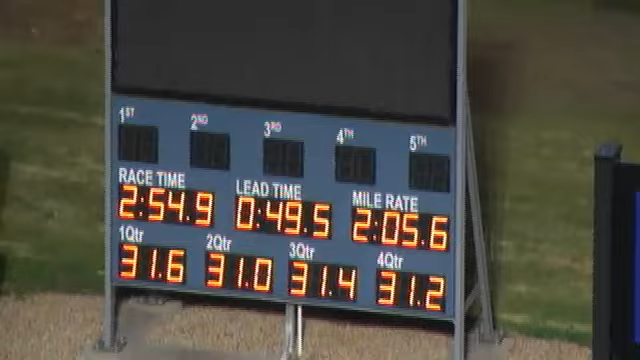 1ST 2ND 3RD 4TH 5TH
RACE TIME LEAD TIME MILE RATE
2:54.9 0:49.5 2:05.6
1Qtr 2Qtr 3Qtr 4Qtr
31.6 31.0 31.4 31.2